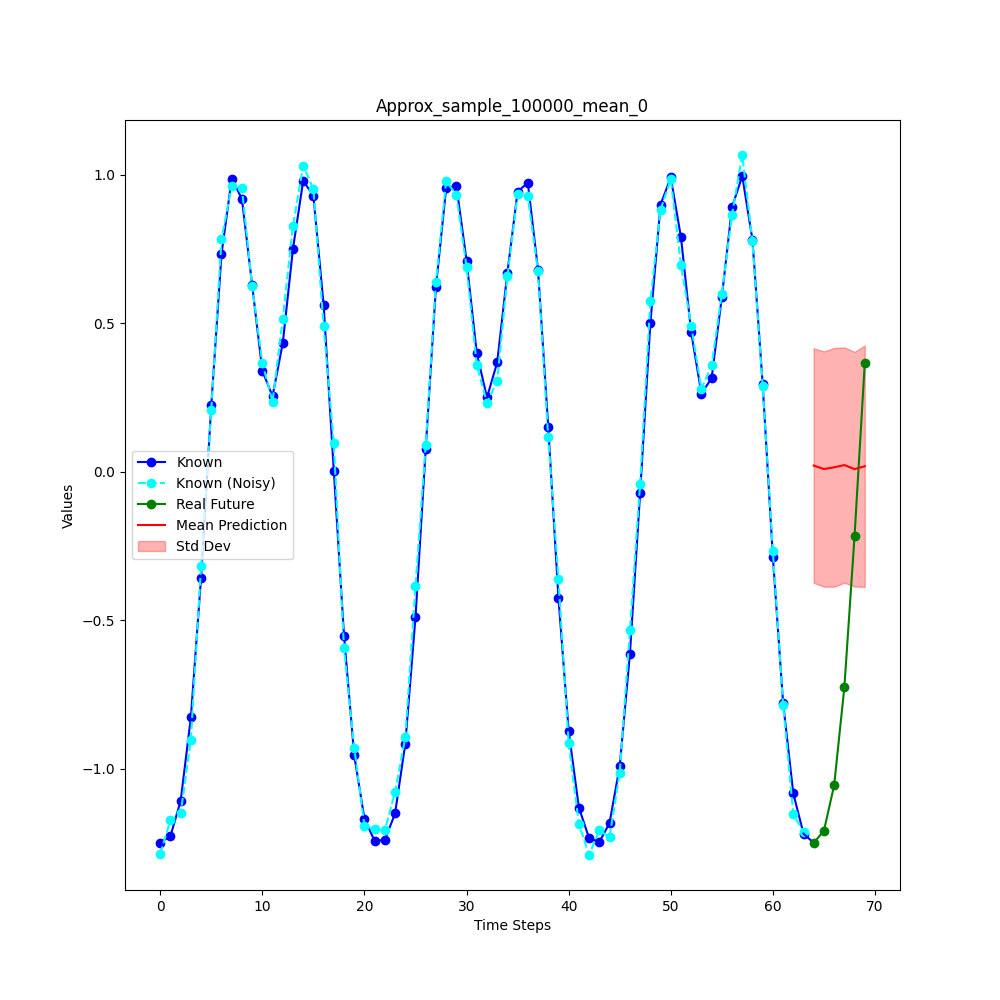 Approx_sample_100000_mean_0
Values
1.0
0.5
0.0
−0.5
−1.0
Known
Known (Noisy)
Real Future
Mean Prediction
Std Dev
0 10 20 30 40 50 60 70
Time Steps